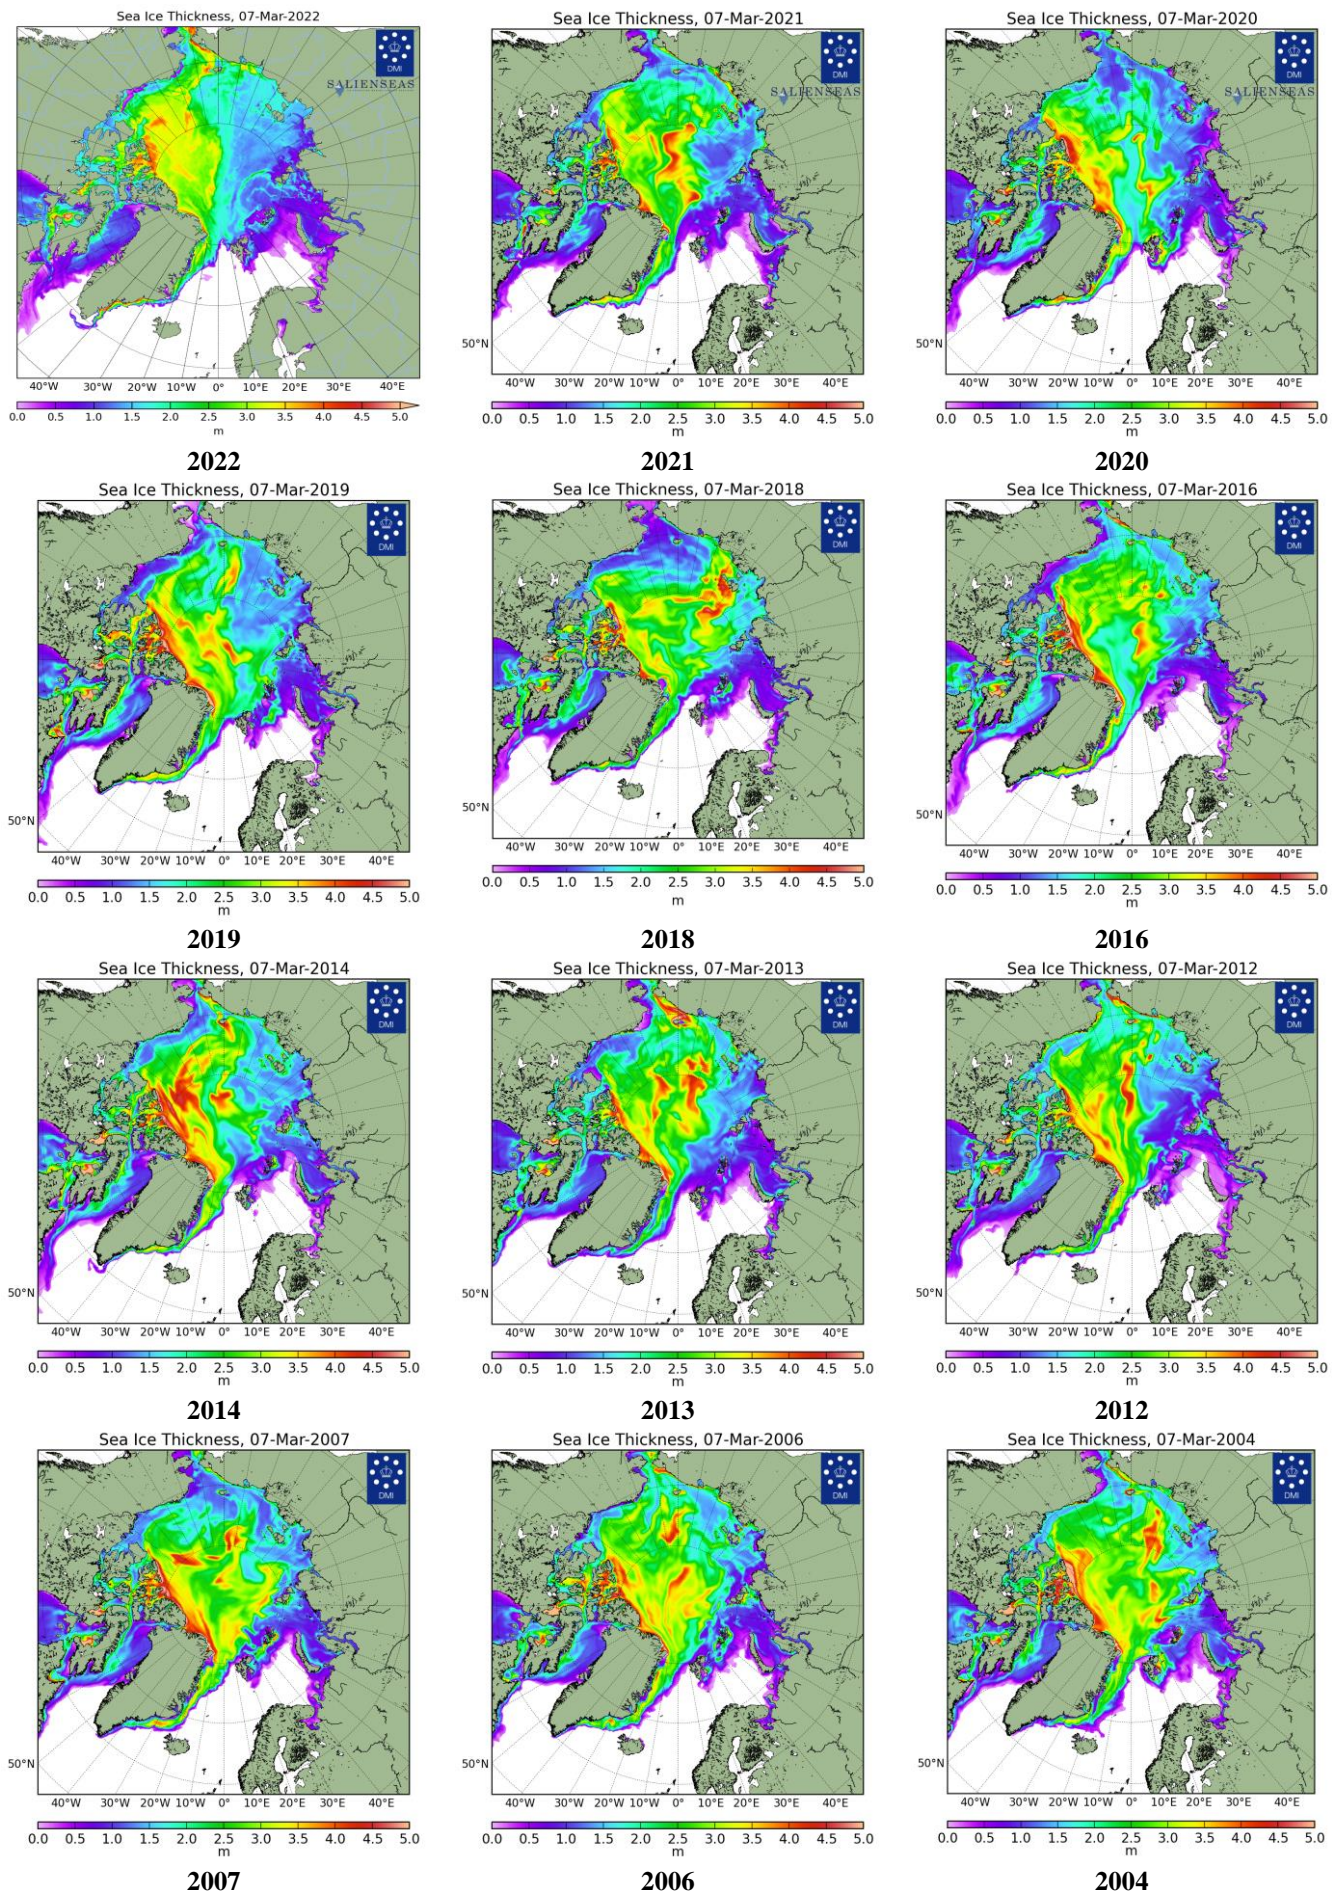 Sea Ice Thickness, 07-Mar-2022
Sea Ice Thickness, 07-Mar-2021
Sea Ice Thickness, 07-Mar-2020
DMI
SALIENSEAS
DMI
SALIENSEAS
DMI
SALIENSEAS
50°N
50°N
40°W 30°W 20°W 10°W 0° 10°E 20°E 30°E 40°E
40°W 30°W 20°W 10°W 0° 10°E 20°E 30°E 40°E
40°W 30°W 20°W 10°W 0° 10°E 20°E 30°E 40°E
0.0 0.5 1.0 1.5 2.0 2.5 3.0 3.5 4.0 4.5 5.0
m
0.0 0.5 1.0 1.5 2.0 2.5 3.0 3.5 4.0 4.5 5.0
m
0.0 0.5 1.0 1.5 2.0 2.5 3.0 3.5 4.0 4.5 5.0
m
2022
2021
2020
Sea Ice Thickness, 07-Mar-2019
Sea Ice Thickness, 07-Mar-2018
Sea Ice Thickness, 07-Mar-2016
DMI
DMI
DMI
50°N
50°N
50°N
40°W 30°W 20°W 10°W 0° 10°E 20°E 30°E 40°E
40°W 30°W 20°W 10°W 0° 10°E 20°E 30°E 40°E
40°W 30°W 20°W 10°W 0° 10°E 20°E 30°E 40°E
0.0 0.5 1.0 1.5 2.0 2.5 3.0 3.5 4.0 4.5 5.0
m
0.0 0.5 1.0 1.5 2.0 2.5 3.0 3.5 4.0 4.5 5.0
m
0.0 0.5 1.0 1.5 2.0 2.5 3.0 3.5 4.0 4.5 5.0
m
2019
2018
2016
Sea Ice Thickness, 07-Mar-2014
Sea Ice Thickness, 07-Mar-2013
Sea Ice Thickness, 07-Mar-2012
DMI
DMI
DMI
50°N
50°N
50°N
40°W 30°W 20°W 10°W 0° 10°E 20°E 30°E 40°E
40°W 30°W 20°W 10°W 0° 10°E 20°E 30°E 40°E
40°W 30°W 20°W 10°W 0° 10°E 20°E 30°E 40°E
0.0 0.5 1.0 1.5 2.0 2.5 3.0 3.5 4.0 4.5 5.0
m
0.0 0.5 1.0 1.5 2.0 2.5 3.0 3.5 4.0 4.5 5.0
m
0.0 0.5 1.0 1.5 2.0 2.5 3.0 3.5 4.0 4.5 5.0
m
2014
2013
2012
Sea Ice Thickness, 07-Mar-2007
Sea Ice Thickness, 07-Mar-2006
Sea Ice Thickness, 07-Mar-2004
DMI
DMI
DMI
50°N
50°N
50°N
40°W 30°W 20°W 10°W 0° 10°E 20°E 30°E 40°E
40°W 30°W 20°W 10°W 0° 10°E 20°E 30°E 40°E
40°W 30°W 20°W 10°W 0° 10°E 20°E 30°E 40°E
0.0 0.5 1.0 1.5 2.0 2.5 3.0 3.5 4.0 4.5 5.0
m
0.0 0.5 1.0 1.5 2.0 2.5 3.0 3.5 4.0 4.5 5.0
m
0.0 0.5 1.0 1.5 2.0 2.5 3.0 3.5 4.0 4.5 5.0
m
2007
2006
2004